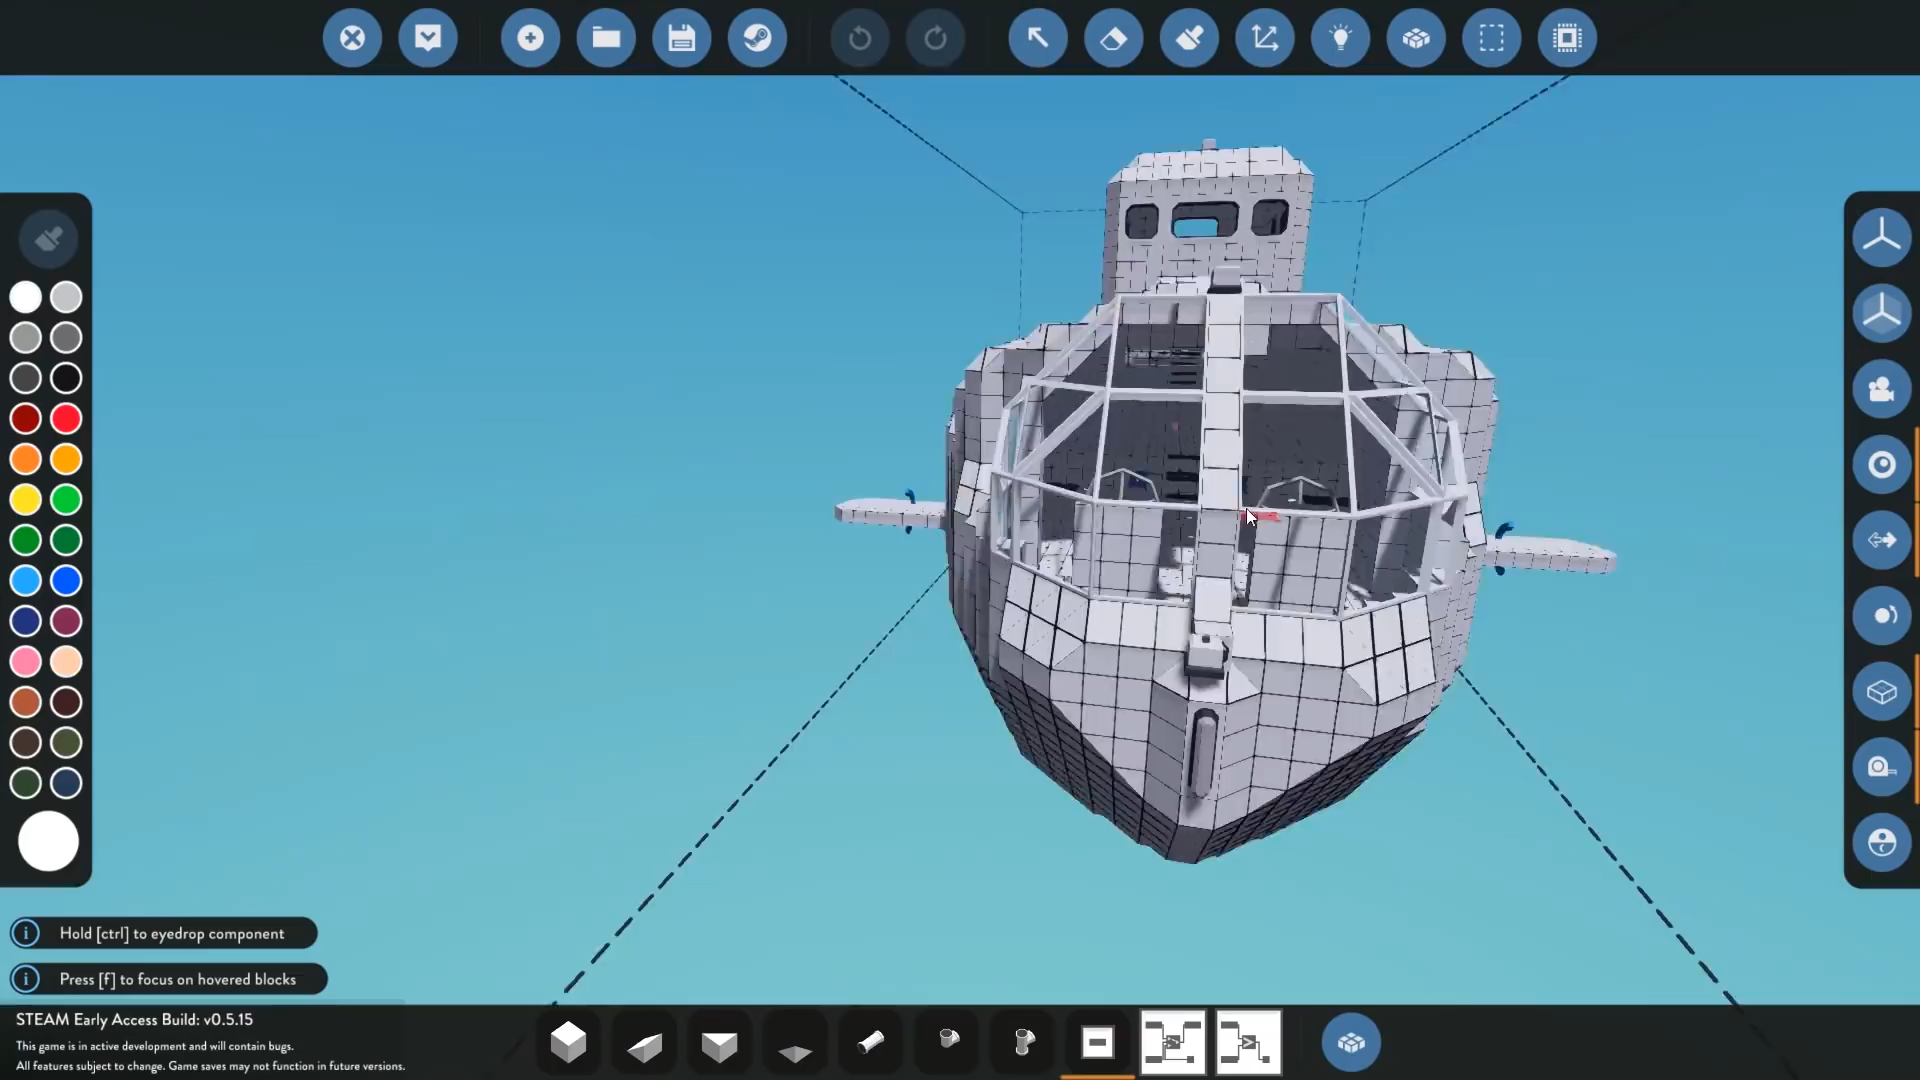 Hold [ctrl] to eyedrop component
Press [f] to focus on hovered blocks
STEAM Early Access Build: v0.5.15
This game is in active development and will contain bugs.
All features subject to change. Game saves may not function in future versions.